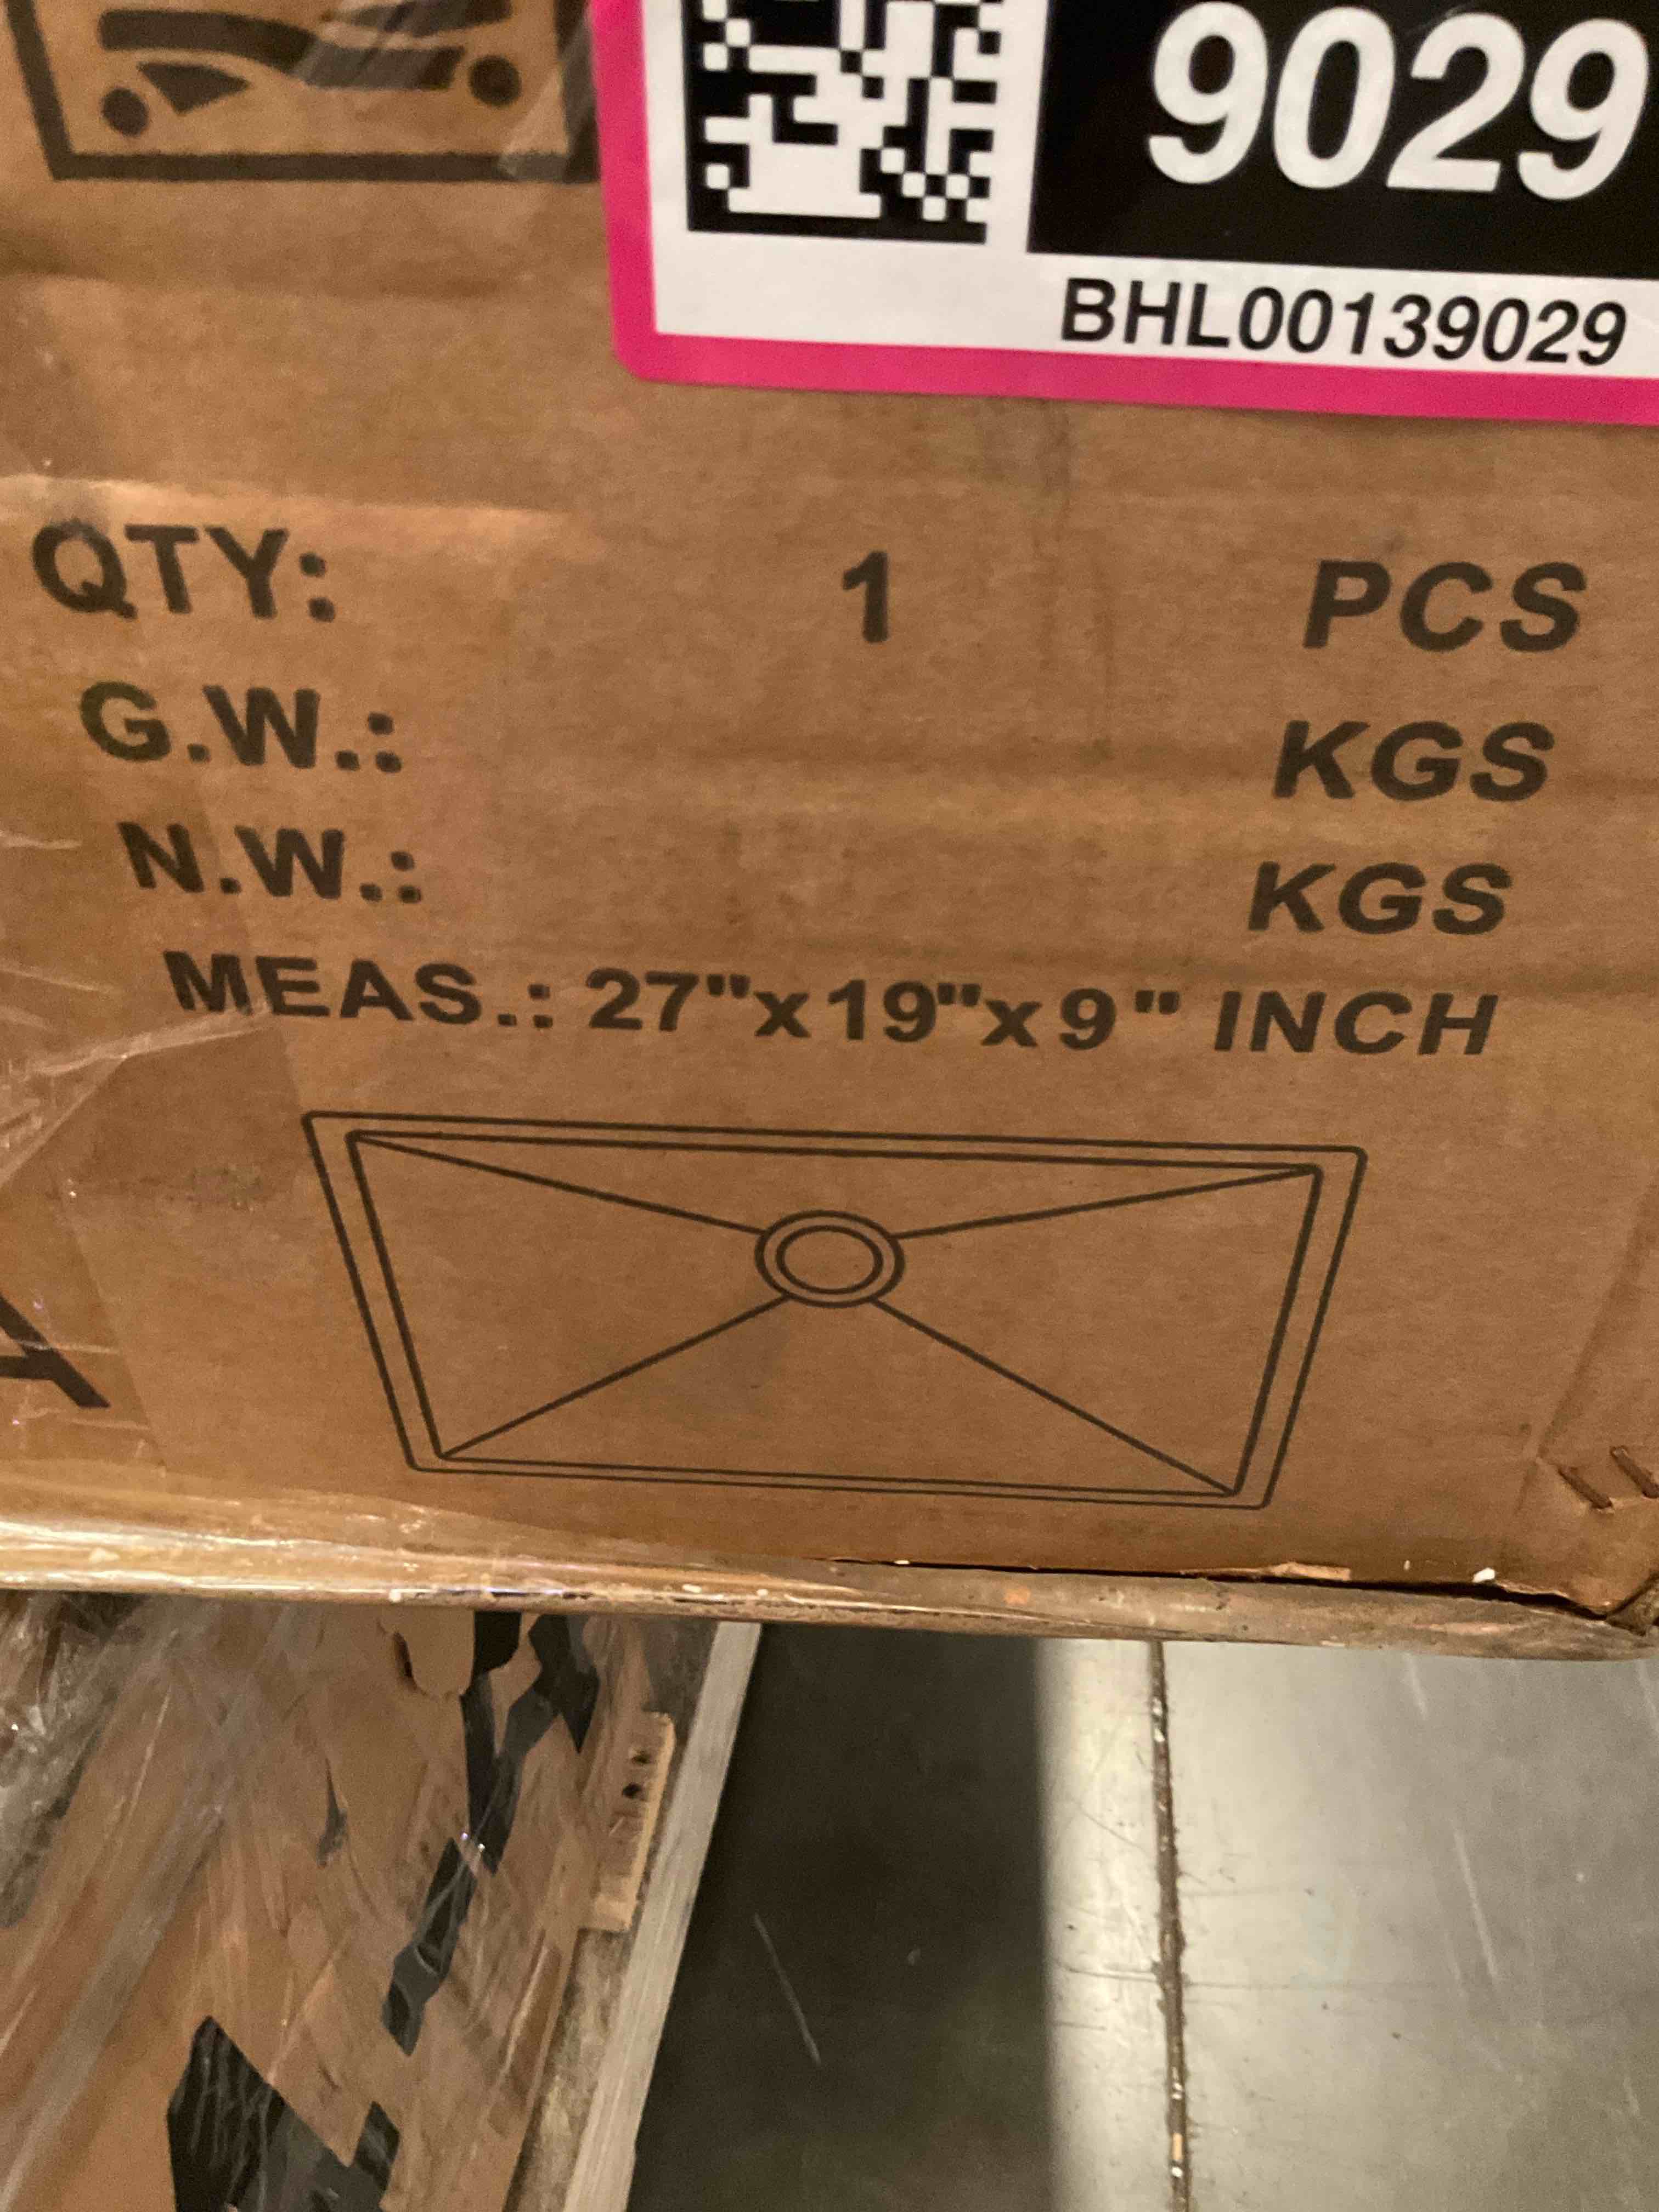 9029
BHL00139029
QTY: 1 PCS
G.W.: KGS
N.W.: KGS
MEAS.: 27"x19"x9" INCH
A